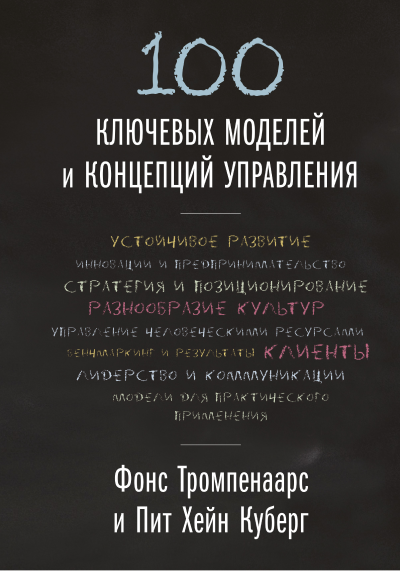 100
КЛЮЧЕВЫХ МОДЕЛЕЙ
и КОНЦЕПЦИЙ УПРАВЛЕНИЯ
УСТОЙЧИВОЕ РАЗВИТИЕ
ИННОВАЦИИ И ПРЕДПРИНИМАТЕЛЬСТВО
СТРАТЕГИЯ И ПОЗИЦИОНИРОВАНИЕ
РАЗНООБРАЗИЕ КУЛЬТУР
УПРАВЛЕНИЕ ЧЕЛОВЕЧЕСКИМИ РЕСУРСАМИ
БЕНЧМАРКИНГ И РЕЗУЛЬТАТЫ КЛИЕНТЫ
ЛИДЕРСТВО И КОММУНИКАЦИИ
МОДЕЛИ ДЛЯ ПРАКТИЧЕСКОГО
ПРИМЕНЕНИЯ
Фонс Тромпенаарс
и Пит Хейн Куберг